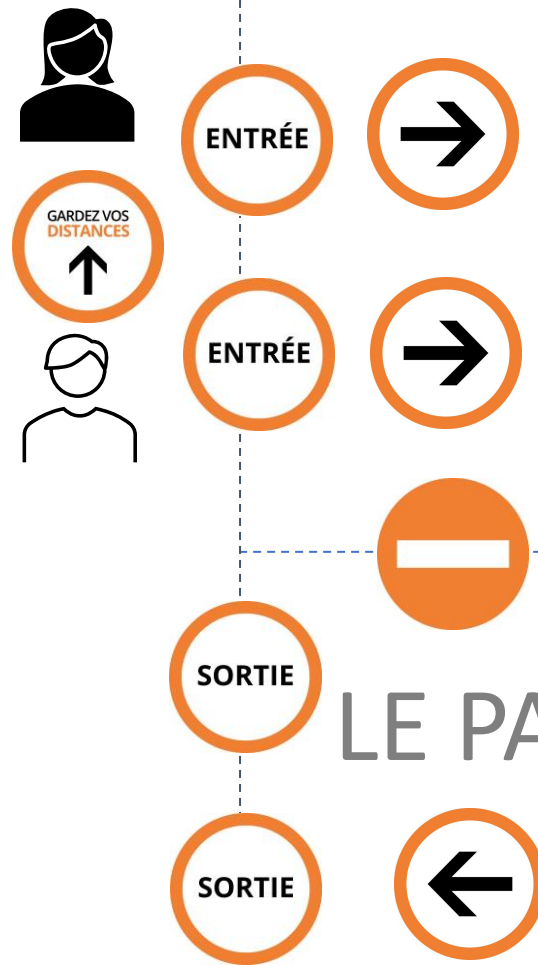 ENTRÉE
GARDEZ VOS
DISTANCES
ENTRÉE
SORTIE
LE PA
SORTIE